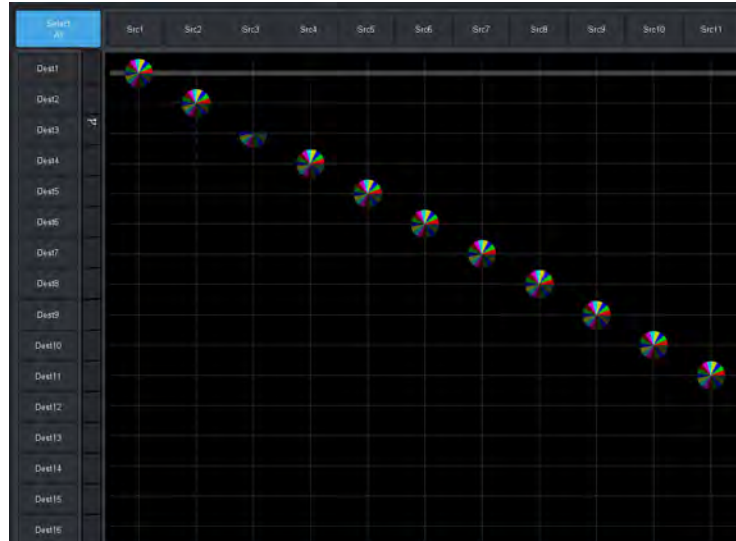 Select
All
Src1 Src2 Src3 Src4 Src5 Src6 Src7 Src8 Src9 Src10 Src11
Dest1
Dest2
Dest3
Dest4
Dest5
Dest6
Dest7
Dest8
Dest9
Dest10
Dest11
Dest12
Dest13
Dest14
Dest15
Dest16